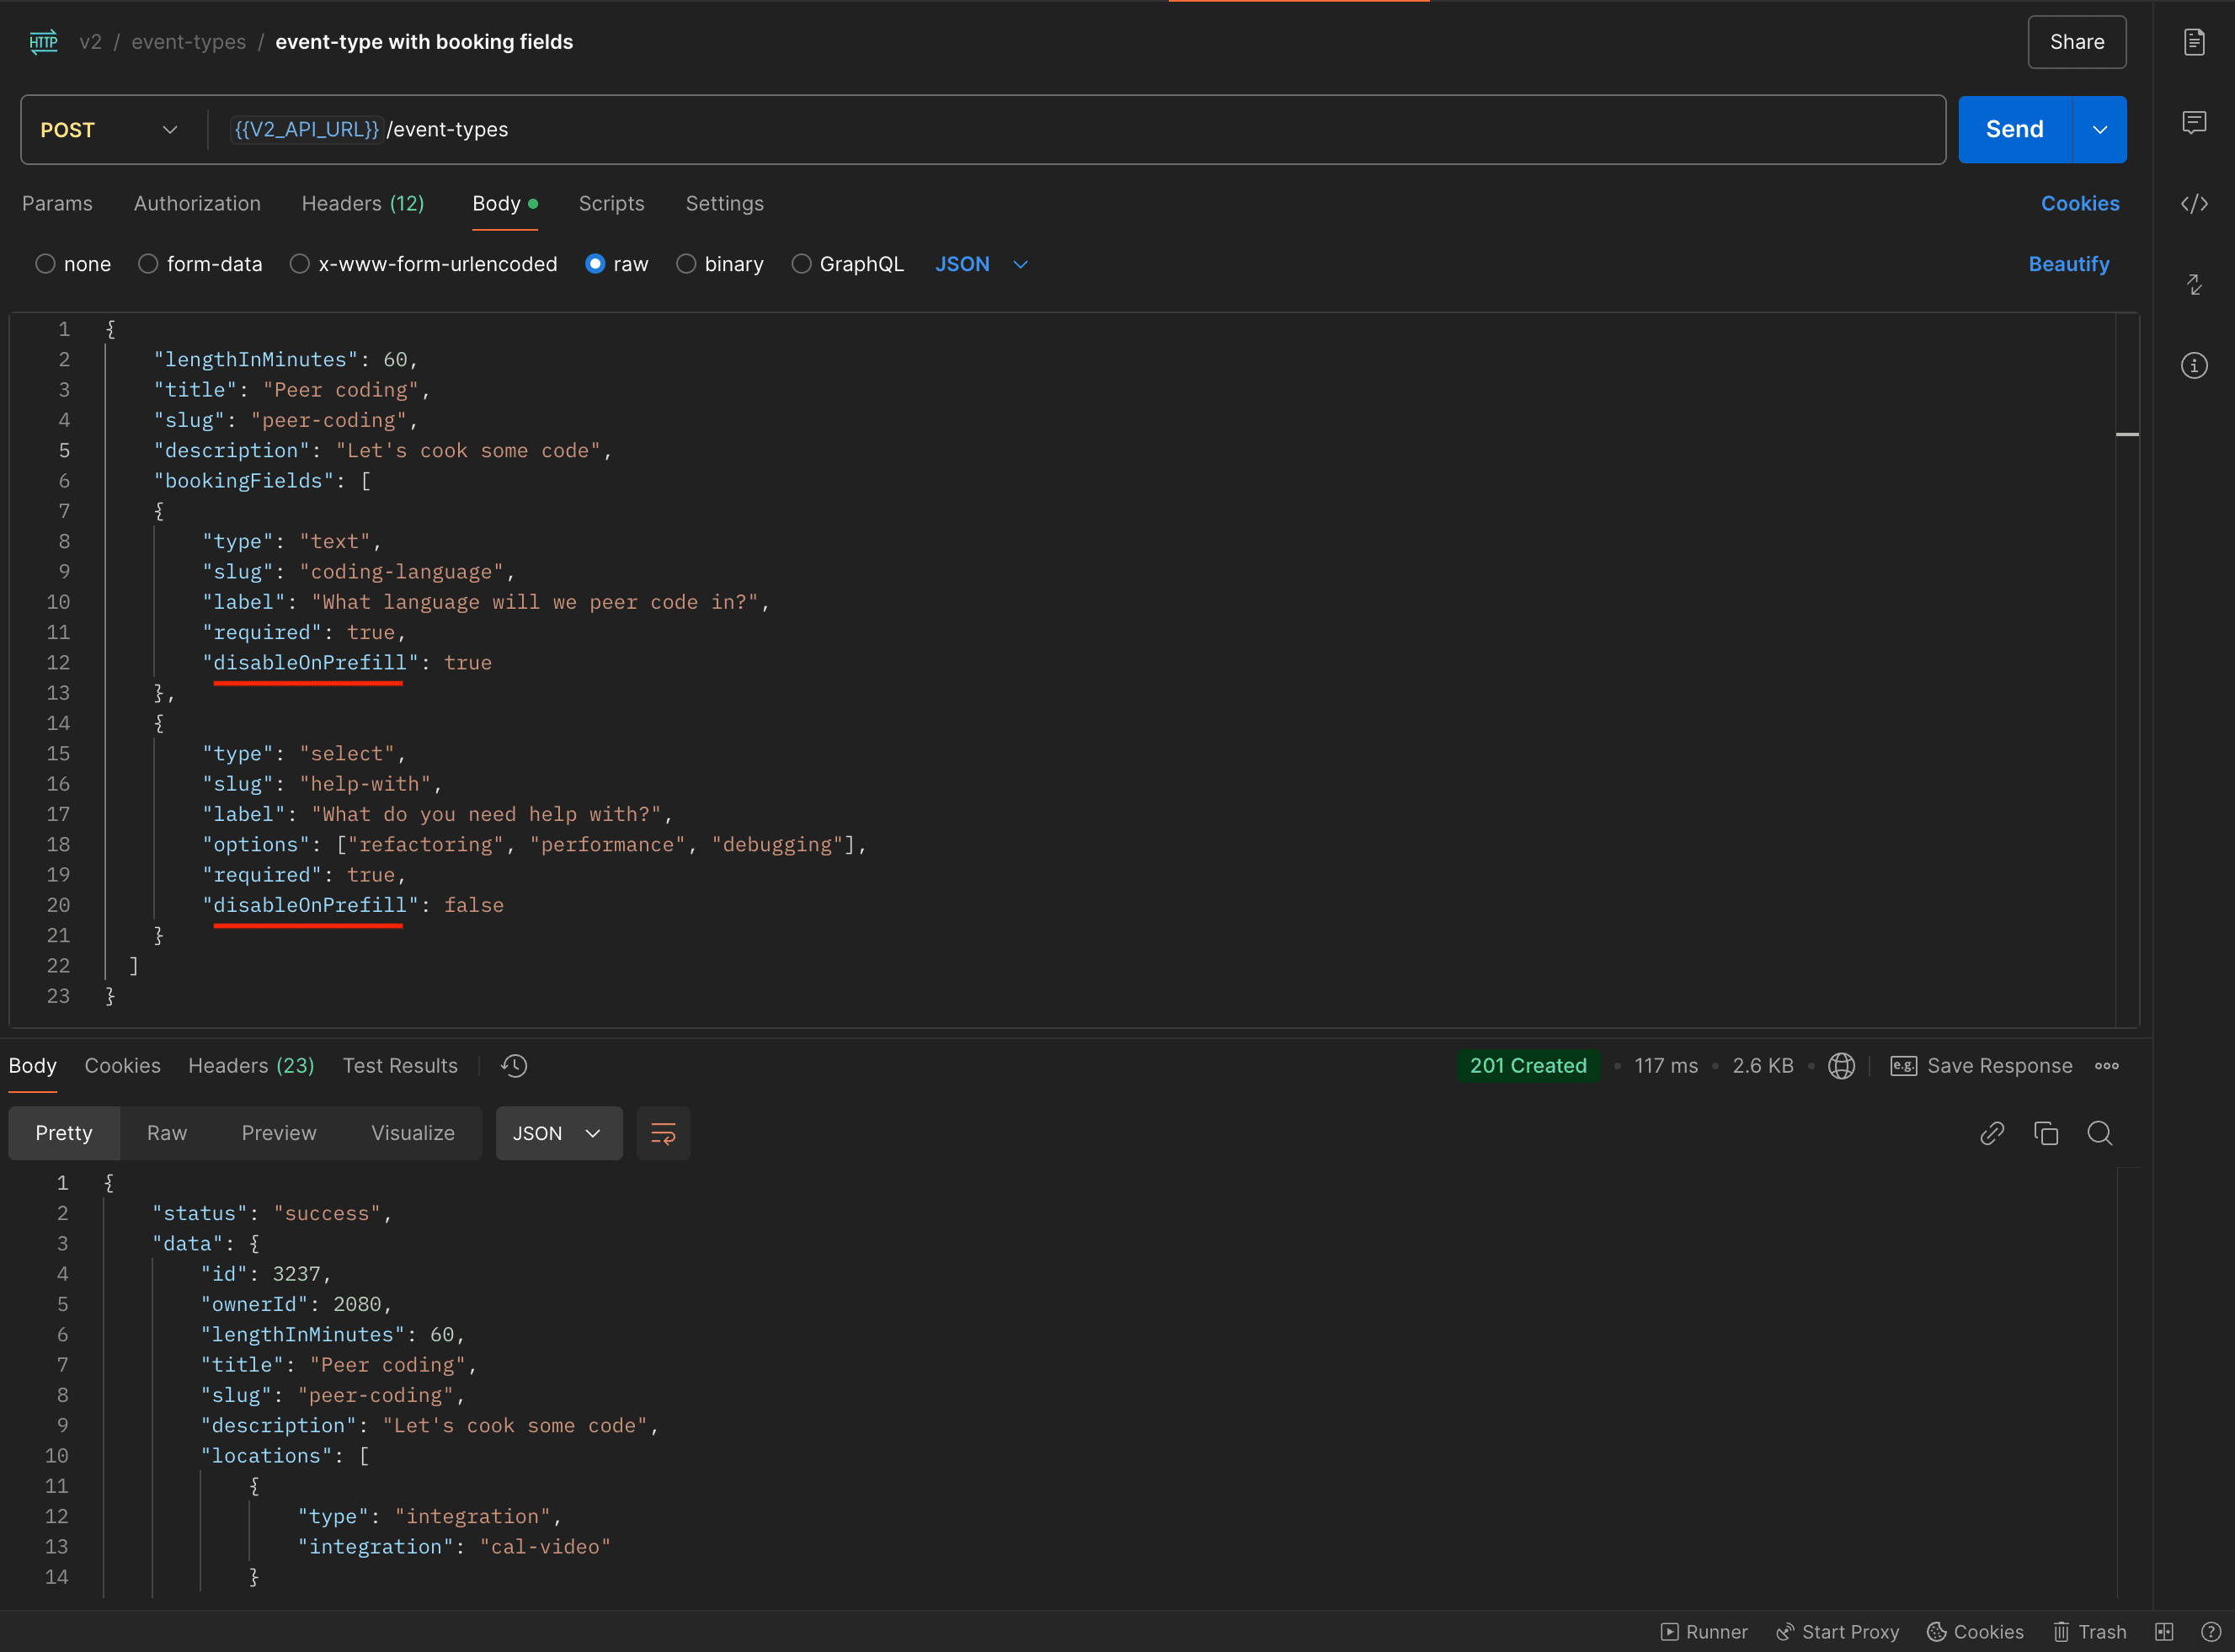 HTTP v2 / event-types / event-type with booking fields Share
POST {{V2_API_URL}} /event-types Send
Params Authorization Headers (12) Body Scripts Settings Cookies
none form-data x-www-form-urlencoded raw binary GraphQL JSON Beautify
1 {
2 "lengthInMinutes": 60,
3 "title": "Peer coding",
4 "slug": "peer-coding",
5 "description": "Let's cook some code",
6 "bookingFields": [
7 {
8 "type": "text",
9 "slug": "coding-language",
10 "label": "What language will we peer code in?",
11 "required": true,
12 "disableOnPrefill": true
13 },
14 {
15 "type": "select",
16 "slug": "help-with",
17 "label": "What do you need help with?",
18 "options": ["refactoring", "performance", "debugging"],
19 "required": true,
20 "disableOnPrefill": false
21 }
22 ]
23 }
Body Cookies Headers (23) Test Results 201 Created • 117 ms • 2.6 KB • e.g. Save Response
Pretty Raw Preview Visualize JSON
1 {
2 "status": "success",
3 "data": {
4 "id": 3237,
5 "ownerId": 2080,
6 "lengthInMinutes": 60,
7 "title": "Peer coding",
8 "slug": "peer-coding",
9 "description": "Let's cook some code",
10 "locations": [
11 {
12 "type": "integration",
13 "integration": "cal-video"
14 }
Runner Start Proxy Cookies Trash